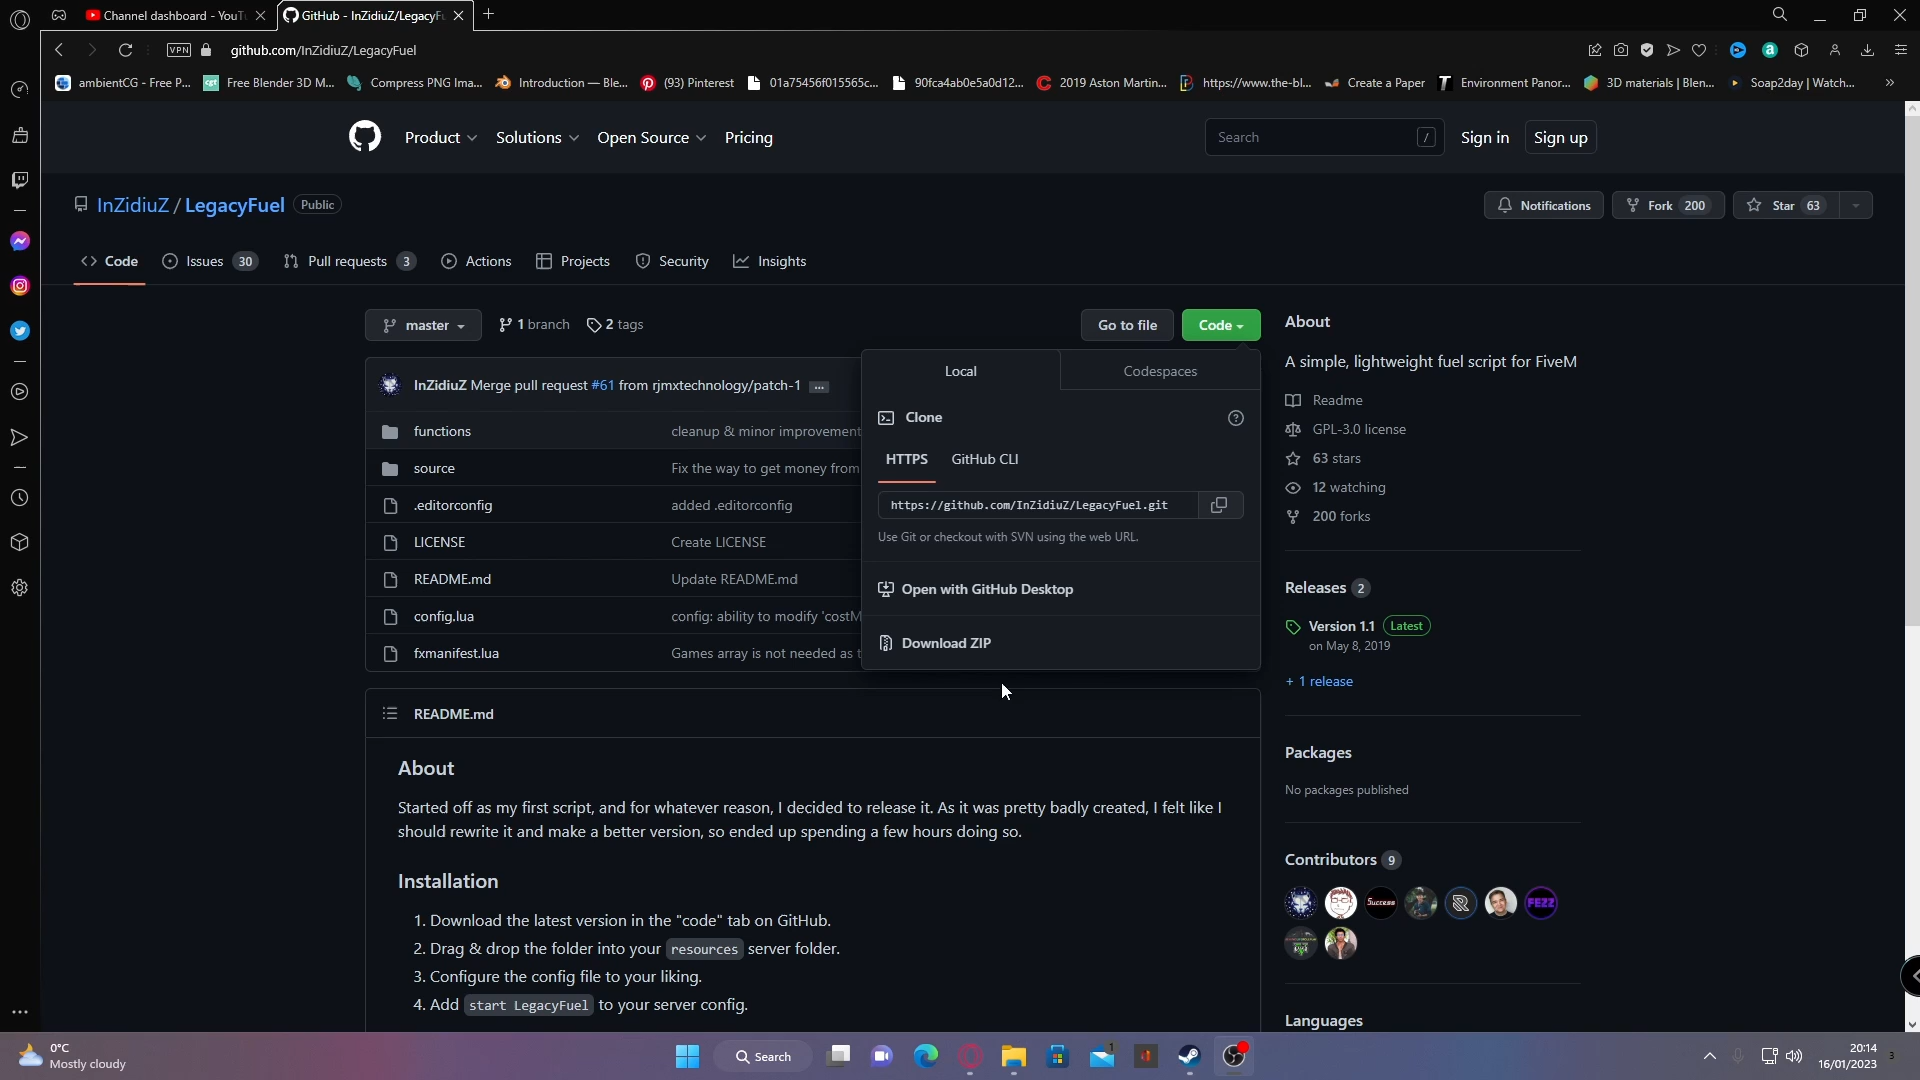 Channel dashboard - YouT
GitHub - InZidiuZ/LegacyF
VPN github.com/InZidiuZ/LegacyFuel
ambientCG - Free P... Free Blender 3D M... Compress PNG Ima... Introduction — Ble... (93) Pinterest 01a75456f015565c... 90fca4ab0e5a0d12... 2019 Aston Martin... https://www.the-bl... Create a Paper Environment Panor... 3D materials | Blen... Soap2day | Watch... »
Product Solutions Open Source Pricing Search / Sign in Sign up
InZidiuZ / LegacyFuel Public
Notifications Fork 200 Star 63
Code Issues 30 Pull requests 3 Actions Projects Security Insights
master 1 branch 2 tags Go to file Code
InZidiuZ Merge pull request #61 from rjmxtechnology/patch-1 ...
functions cleanup & minor improvement
source Fix the way to get money from
.editorconfig added .editorconfig
LICENSE Create LICENSE
README.md Update README.md
config.lua config: ability to modify 'costM
fxmanifest.lua Games array is not needed as t
Local Codespaces
Clone
HTTPS GitHub CLI
https://github.com/InZidiuZ/LegacyFuel.git
Use Git or checkout with SVN using the web URL.
Open with GitHub Desktop
Download ZIP
README.md
About
Started off as my first script, and for whatever reason, I decided to release it. As it was pretty badly created, I felt like I
should rewrite it and make a better version, so ended up spending a few hours doing so.
Installation
1. Download the latest version in the "code" tab on GitHub.
2. Drag & drop the folder into your resources server folder.
3. Configure the config file to your liking.
4. Add start LegacyFuel to your server config.
About
A simple, lightweight fuel script for FiveM
Readme
GPL-3.0 license
63 stars
12 watching
200 forks
Releases 2
Version 1.1 Latest
on May 8, 2019
+ 1 release
Packages
No packages published
Contributors 9
Success
FEZZ
Languages
0°C
Mostly cloudy
Search
1
20:14
16/01/2023
3